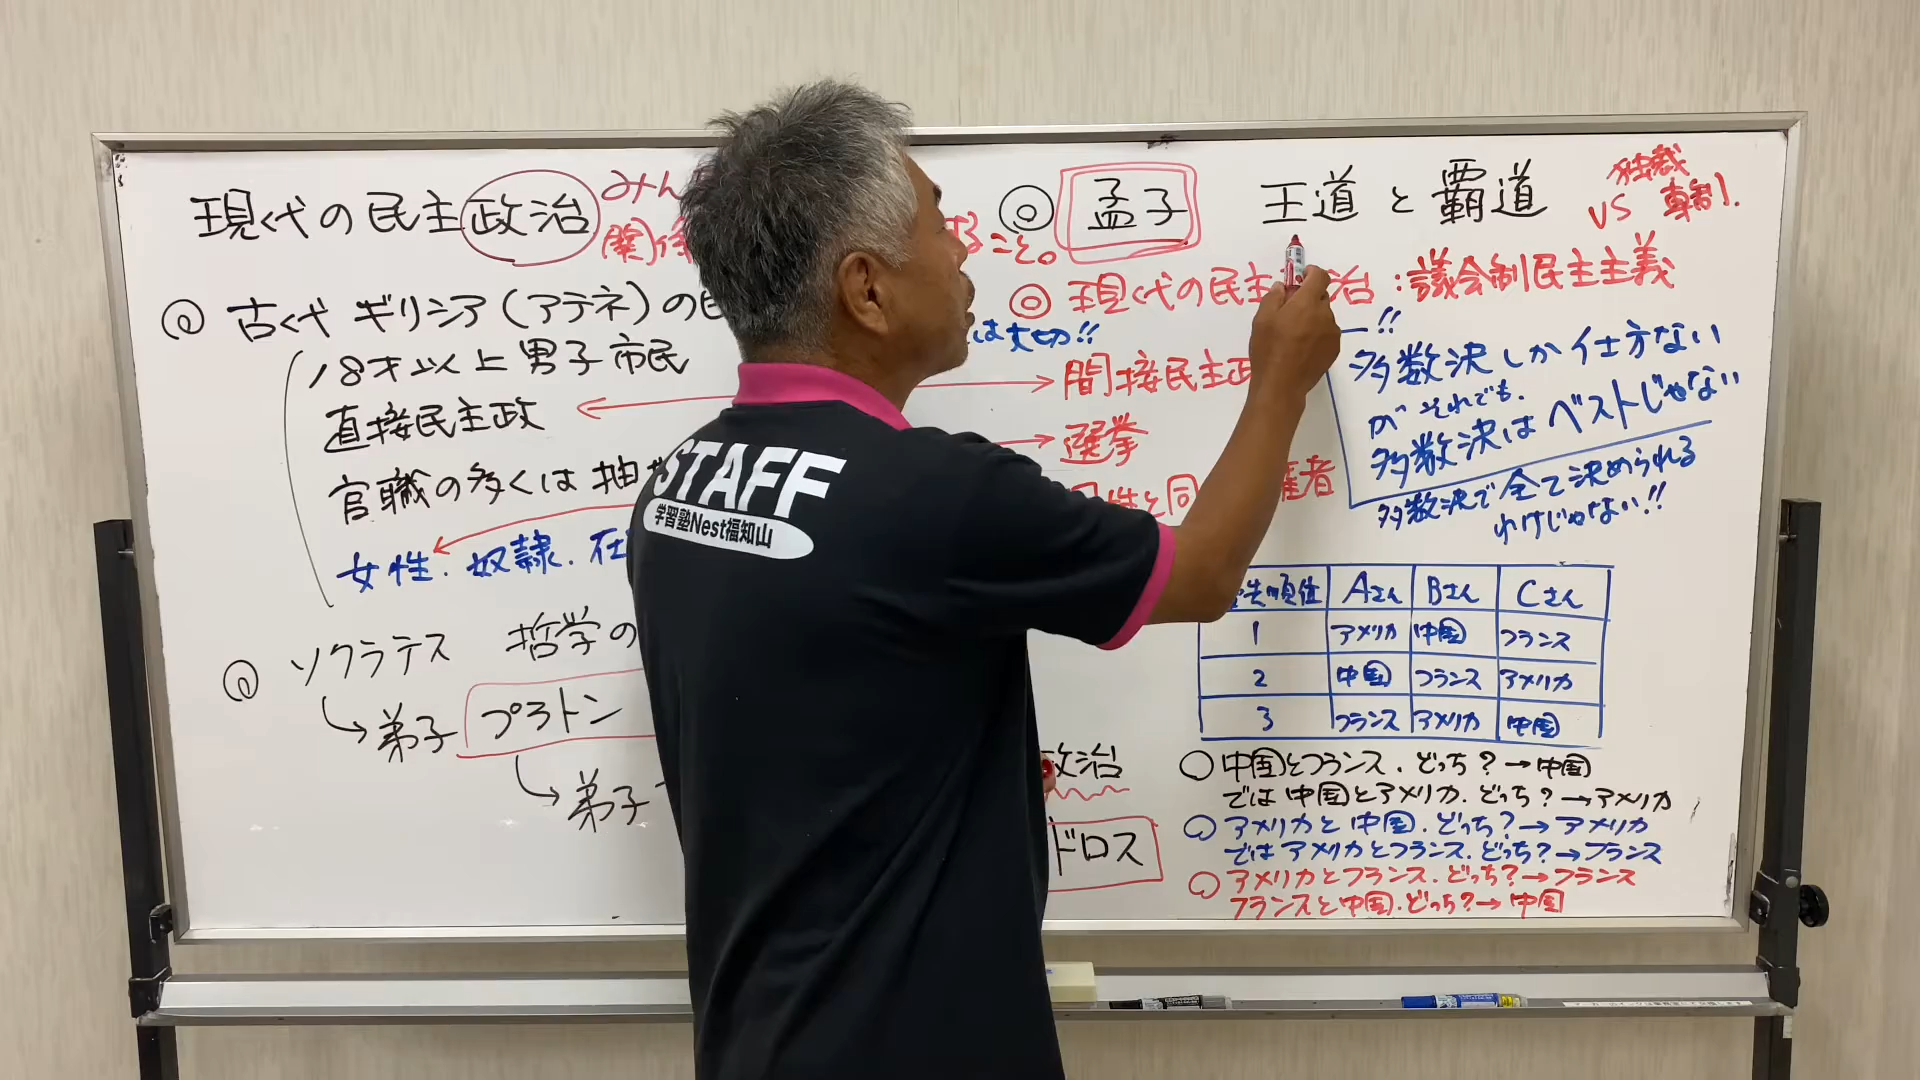 現代の民主政治 みん
関係 すること。
◎ 古代 ギリシア(アテネ)の民
18才以上 男子 市民
直接民主政
官職の多くは 抽
女性. 奴隷. 在
◎ ソクラテス 哲学の
弟子 プラトン
弟子
政治
ドロス
◎ 孟子 王道 と 覇道 VS 独裁 専制.
◎ 現代の民主政治:議会制民主主義
は大切!!
間接民主政
選挙
ー!!
多数決しか仕方ない
が それでも.
多数決は ベストじゃない
多数決で 全て決められる
わけじゃない!!
優先順位 Aさん Bさん Cさん
1 アメリカ 中国 フランス
2 中国 フランス アメリカ
3 フランス アメリカ 中国
○ 中国とフランス.どっち?→中国
では 中国とアメリカ.どっち?→アメリカ
○ アメリカと 中国.どっち?→アメリカ
では アメリカとフランス.どっち?→フランス
○ アメリカとフランス.どっち?→フランス
フランスと中国.どっち?→中国
STAFF
学習塾Nest福知山